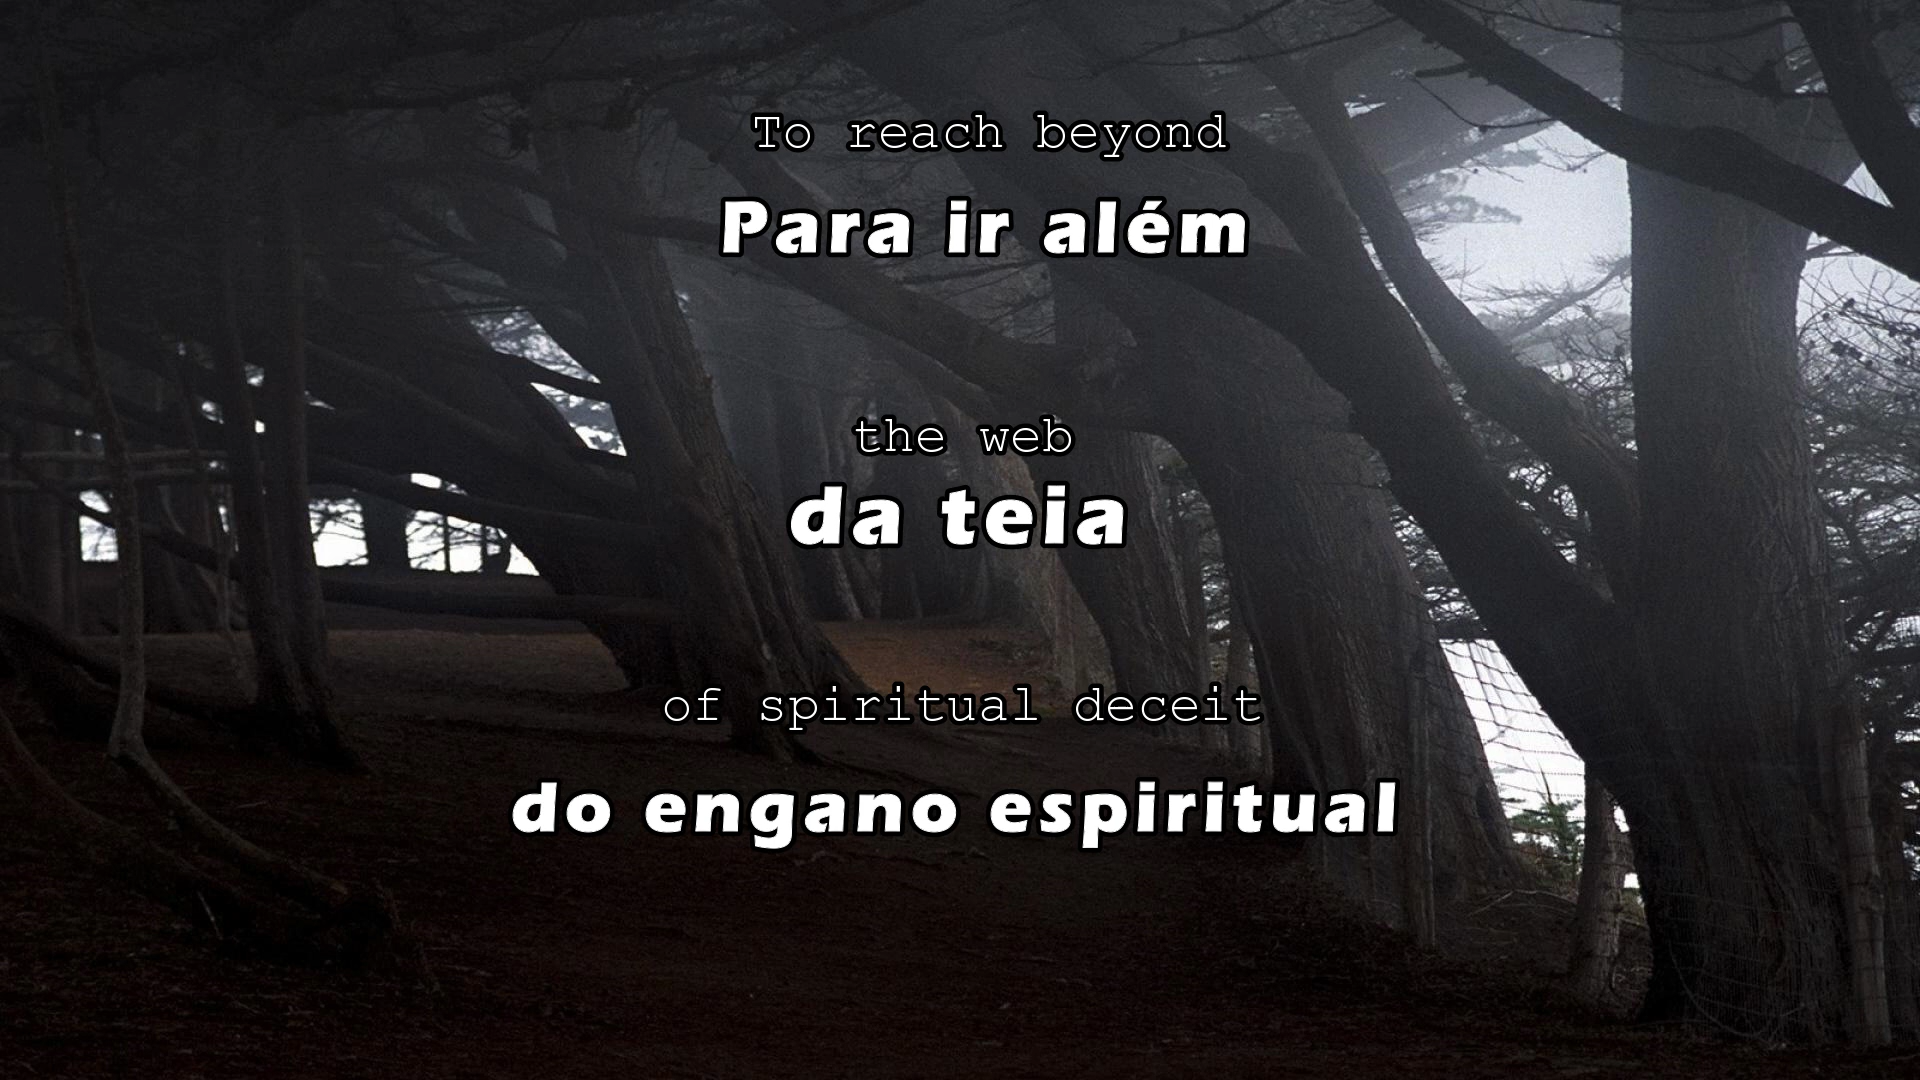 To reach beyond
Para ir além
the web
da teia
of spiritual deceit
do engano espiritual